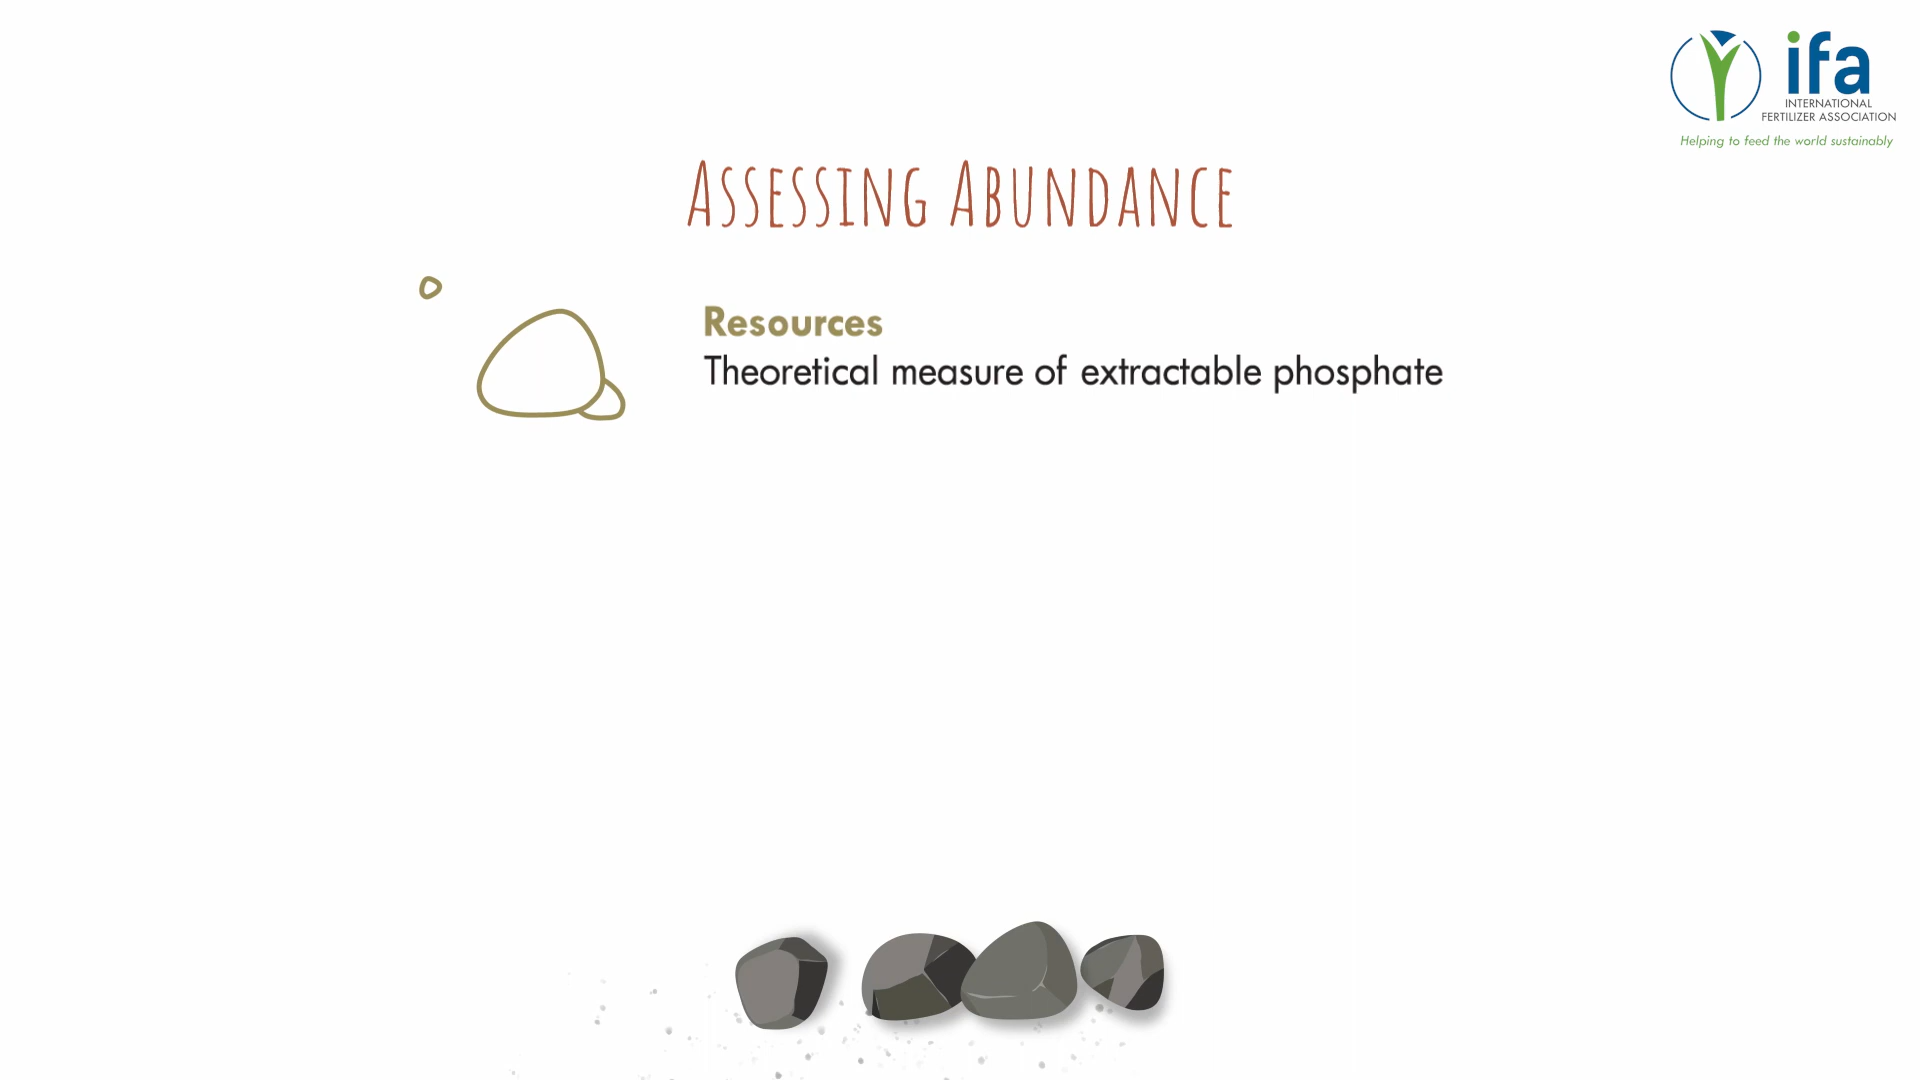 ifa
INTERNATIONAL
FERTILIZER ASSOCIATION
Helping to feed the world sustainably
ASSESSING ABUNDANCE
Resources
Theoretical measure of extractable phosphate